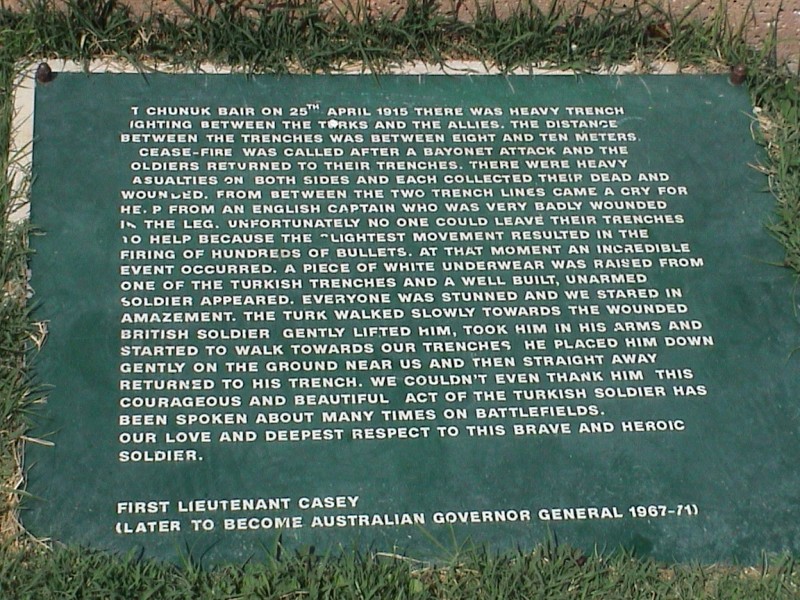 T CHUNUK BAIR ON 25TH APRIL 1915 THERE WAS HEAVY TRENCH
IGHTING BETWEEN THE TURKS AND THE ALLIES. THE DISTANCE
BETWEEN THE TRENCHES WAS BETWEEN EIGHT AND TEN METERS.
CEASE-FIRE WAS CALLED AFTER A BAYONET ATTACK AND THE
OLDIERS RETURNED TO THEIR TRENCHES. THERE WERE HEAVY
ASUALTIES ON BOTH SIDES AND EACH COLLECTED THEIR DEAD AND
WOUNDED. FROM BETWEEN THE TWO TRENCH LINES CAME A CRY FOR
HELP FROM AN ENGLISH CAPTAIN WHO WAS VERY BADLY WOUNDED
IN THE LEG. UNFORTUNATELY NO ONE COULD LEAVE THEIR TRENCHES
TO HELP BECAUSE THE SLIGHTEST MOVEMENT RESULTED IN THE
FIRING OF HUNDREDS OF BULLETS. AT THAT MOMENT AN INCREDIBLE
EVENT OCCURRED. A PIECE OF WHITE UNDERWEAR WAS RAISED FROM
ONE OF THE TURKISH TRENCHES AND A WELL BUILT, UNARMED
SOLDIER APPEARED. EVERYONE WAS STUNNED AND WE STARED IN
AMAZEMENT. THE TURK WALKED SLOWLY TOWARDS THE WOUNDED
BRITISH SOLDIER GENTLY LIFTED HIM, TOOK HIM IN HIS ARMS AND
STARTED TO WALK TOWARDS OUR TRENCHES HE PLACED HIM DOWN
GENTLY ON THE GROUND NEAR US AND THEN STRAIGHT AWAY
RETURNED TO HIS TRENCH. WE COULDN'T EVEN THANK HIM THIS
COURAGEOUS AND BEAUTIFUL ACT OF THE TURKISH SOLDIER HAS
BEEN SPOKEN ABOUT MANY TIMES ON BATTLEFIELDS.
OUR LOVE AND DEEPEST RESPECT TO THIS BRAVE AND HEROIC
SOLDIER.
FIRST LIEUTENANT CASEY
(LATER TO BECOME AUSTRALIAN GOVERNOR GENERAL 1967-71)